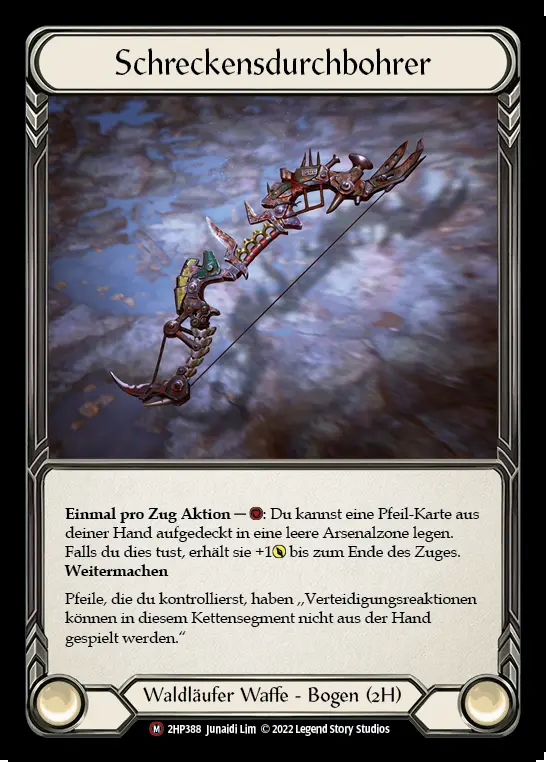 Schreckensdurchbohrer
Einmal pro Zug Aktion — : Du kannst eine Pfeil-Karte aus
deiner Hand aufgedeckt in eine leere Arsenalzone legen.
Falls du dies tust, erhält sie +1 bis zum Ende des Zuges.
Weitermachen
Pfeile, die du kontrollierst, haben „Verteidigungsreaktionen
können in diesem Kettensegment nicht aus der Hand
gespielt werden.“
Waldläufer Waffe - Bogen (2H)
M 2HP388 Junaidi Lim © 2022 Legend Story Studios